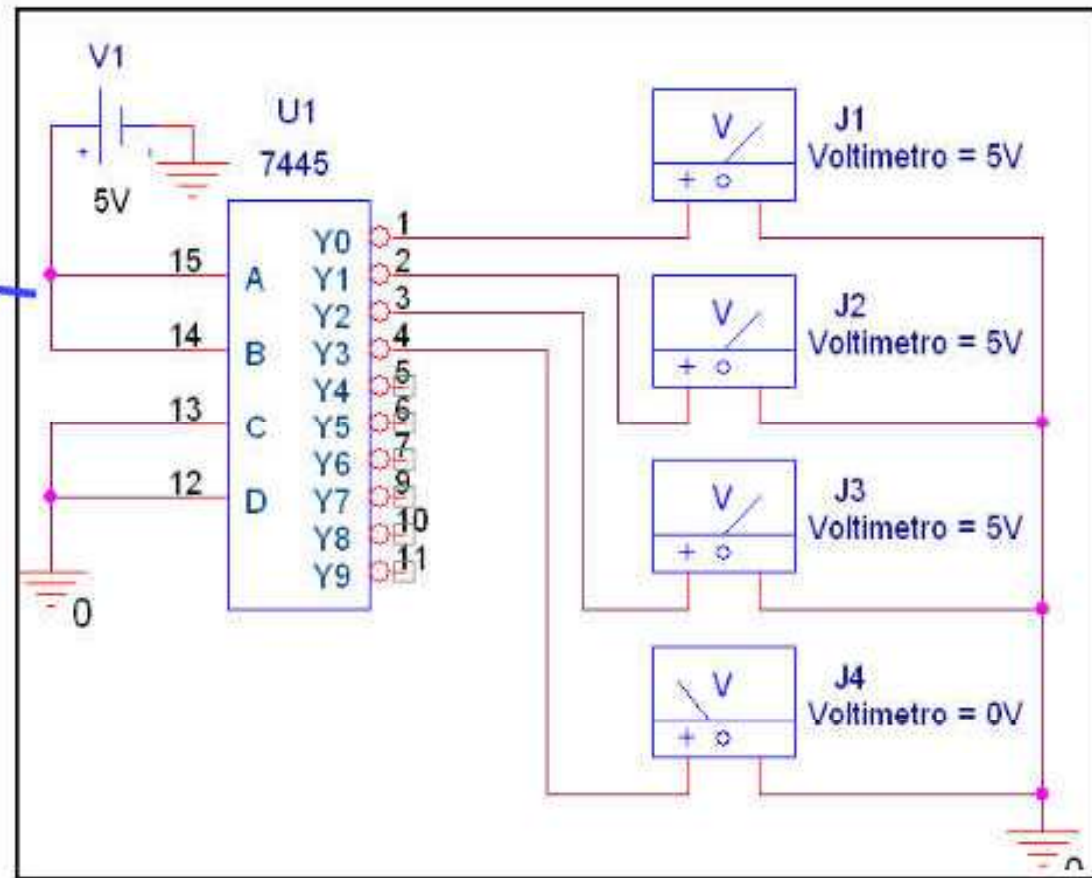 V1
+
5V
U1
7445
15 A
14 B
13 C
12 D
Y0 1
Y1 2
Y2 3
Y3 4
Y4 5
Y5 6
Y6 7
Y7 9
Y8 10
Y9 11
0
V
+ o
J1
Voltimetro = 5V
V
+ o
J2
Voltimetro = 5V
V
+ o
J3
Voltimetro = 5V
V
+ o
J4
Voltimetro = 0V